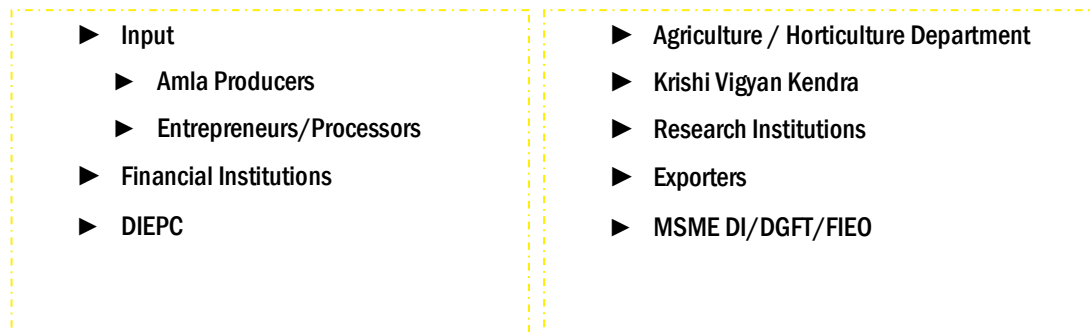 ► Input
► Amla Producers
► Entrepreneurs/Processors
► Financial Institutions
► DIEPC
► Agriculture / Horticulture Department
► Krishi Vigyan Kendra
► Research Institutions
► Exporters
► MSME DI/DGFT/FIEO